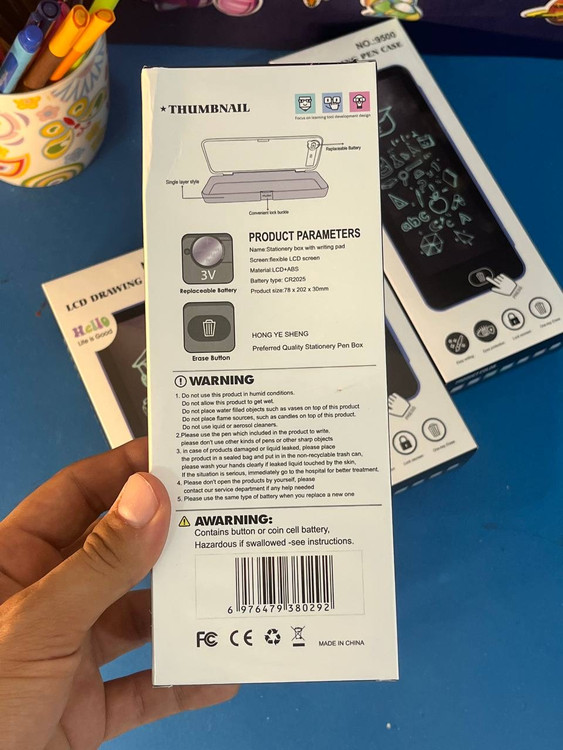 NO.:9500
PEN CASE
★THUMBNAIL
Focus on learning tool development design
Replaceable Battery
Single layer style
Convenient lock buckle
3V
Replaceable Battery
PRODUCT PARAMETERS
Name:Stationery box with writing pad
Screen:flexible LCD screen
Material LCD+ABS
Battery type: CR2025
Product size:78 x 202 x 30mm
Erase Button
HONG YE SHENG
Preferred Quality Stationery Pen Box
WARNING
1. Do not use this product in humid conditions.
Do not allow this product to get wet.
Do not place water filled objects such as vases on top of this product
Do not place flame sources, such as candles on top of this product.
Do not use liquid or aerosol cleaners.
2.Please use the pen which included in the product to write.
please don't use other kinds of pens or other sharp objects
3. in case of products damaged or liquid leaked, please place
the product in a sealed bag and put in in the non-recyclable trash can,
please wash your hands clearly if leaked liquid touched by the skin,
If the situation is serious, immediately go to the hospital for better treatment.
4. Please don't open the products by yourself, please
contact our service department if any help needed
5. Please use the same type of battery when you replace a new one
AWARNING:
Contains button or coin cell battery,
Hazardous if swallowed -see instructions.
6 976479 380292
FC CE
MADE IN CHINA
LCD DRAWING
Hello
Life is Good
abc